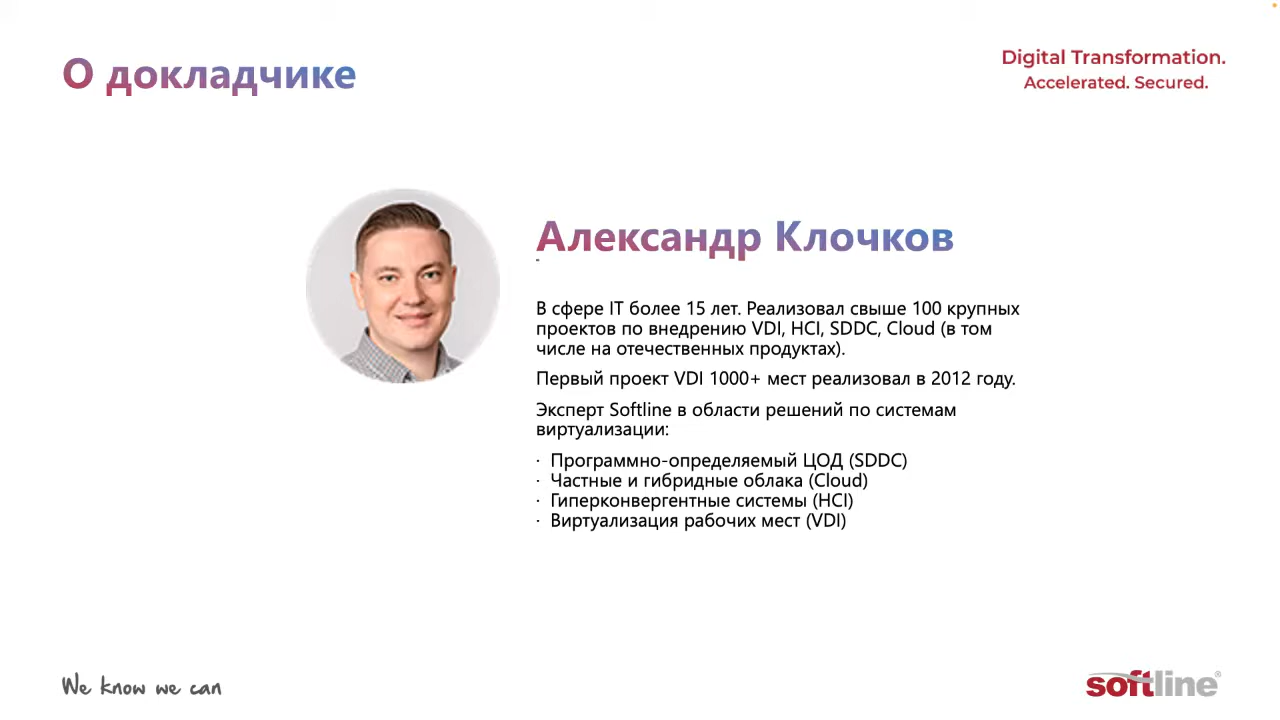 О докладчике
Digital Transformation.
Accelerated. Secured.
Александр Клочков
В сфере IT более 15 лет. Реализовал свыше 100 крупных
проектов по внедрению VDI, HCI, SDDC, Cloud (в том
числе на отечественных продуктах).
Первый проект VDI 1000+ мест реализовал в 2012 году.
Эксперт Softline в области решений по системам
виртуализации:
· Программно-определяемый ЦОД (SDDC)
· Частные и гибридные облака (Cloud)
· Гиперконвергентные системы (HCI)
· Виртуализация рабочих мест (VDI)
We know we can
softline®